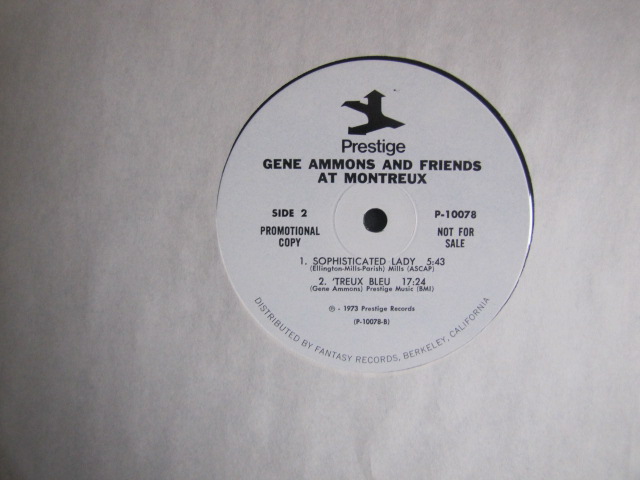 Prestige
GENE AMMONS AND FRIENDS
AT MONTREUX
SIDE 2
P-10078
PROMOTIONAL
COPY
NOT FOR
SALE
1. SOPHISTICATED LADY 5:43
(Ellington-Mills-Parish) Mills (ASCAP)
2. 'TREUX BLEU 17:24
(Gene Ammons) Prestige Music (BMI)
℗ - 1973 Prestige Records
(P-10078-B)
DISTRIBUTED BY FANTASY RECORDS, BERKELEY, CALIFORNIA